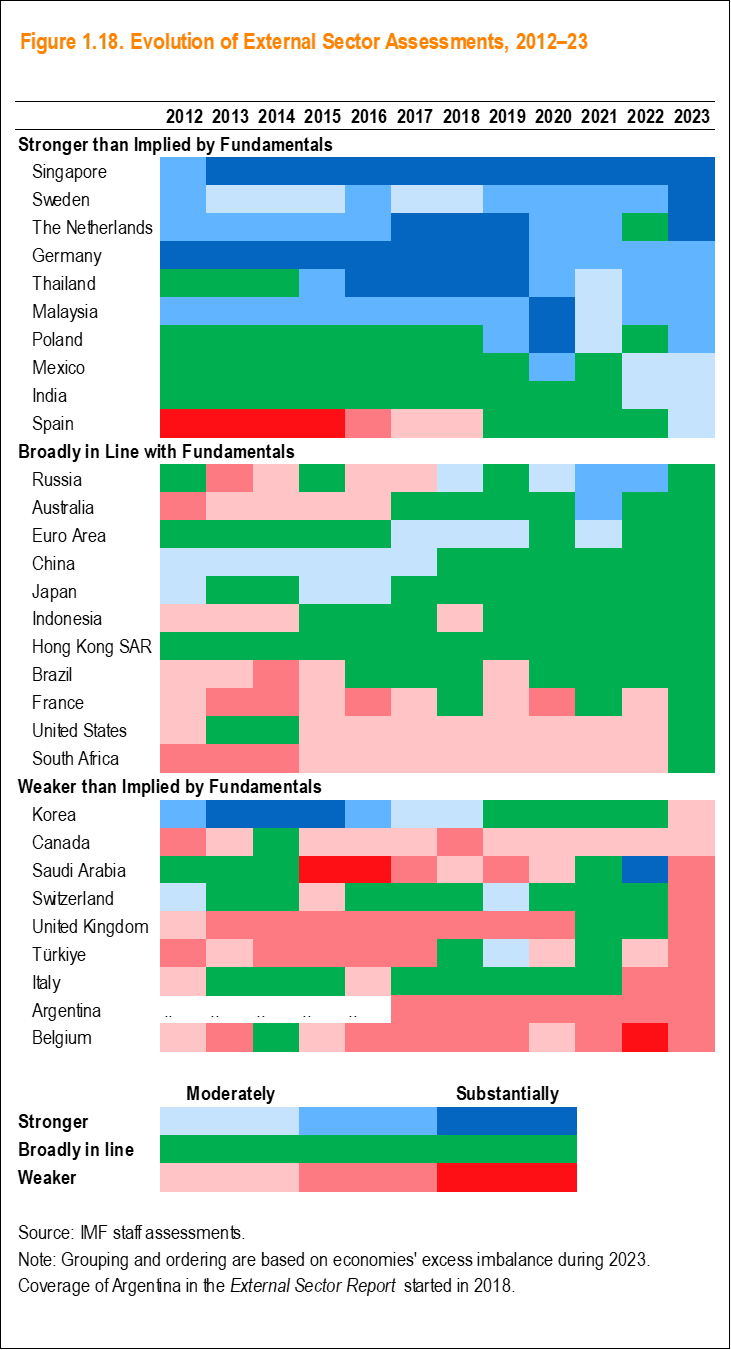 Figure 1.18. Evolution of External Sector Assessments, 2012–23
2012 2013 2014 2015 2016 2017 2018 2019 2020 2021 2022 2023
Stronger than Implied by Fundamentals
Singapore
Sweden
The Netherlands
Germany
Thailand
Malaysia
Poland
Mexico
India
Spain
Broadly in Line with Fundamentals
Russia
Australia
Euro Area
China
Japan
Indonesia
Hong Kong SAR
Brazil
France
United States
South Africa
Weaker than Implied by Fundamentals
Korea
Canada
Saudi Arabia
Switzerland
United Kingdom
Türkiye
Italy
Argentina .. .. .. .. ..
Belgium
Moderately Substantially
Stronger
Broadly in line
Weaker
Source: IMF staff assessments.
Note: Grouping and ordering are based on economies' excess imbalance during 2023.
Coverage of Argentina in the External Sector Report started in 2018.